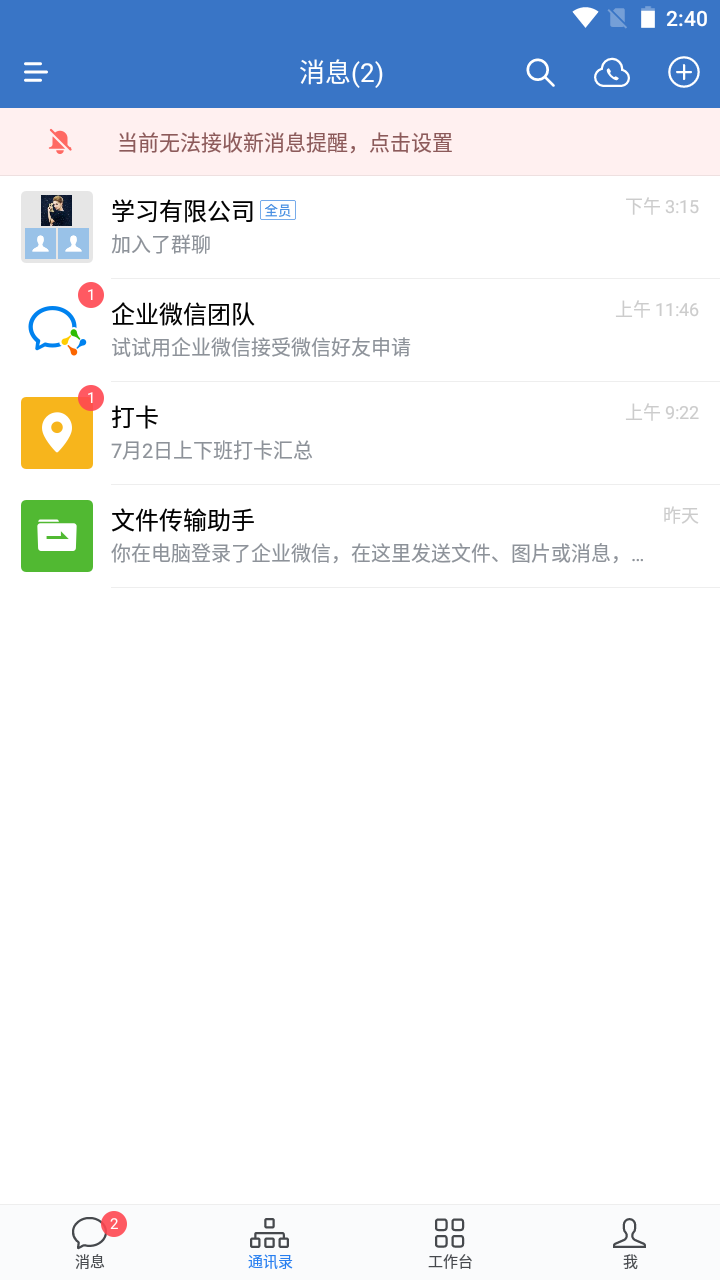 2:40
消息(2)
当前无法接收新消息提醒，点击设置
学习有限公司 全员 下午 3:15
加入了群聊
1
企业微信团队 上午 11:46
试试用企业微信接受微信好友申请
1
打卡 上午 9:22
7月2日上下班打卡汇总
文件传输助手 昨天
你在电脑登录了企业微信，在这里发送文件、图片或消息，...
2
消息 通讯录 工作台 我